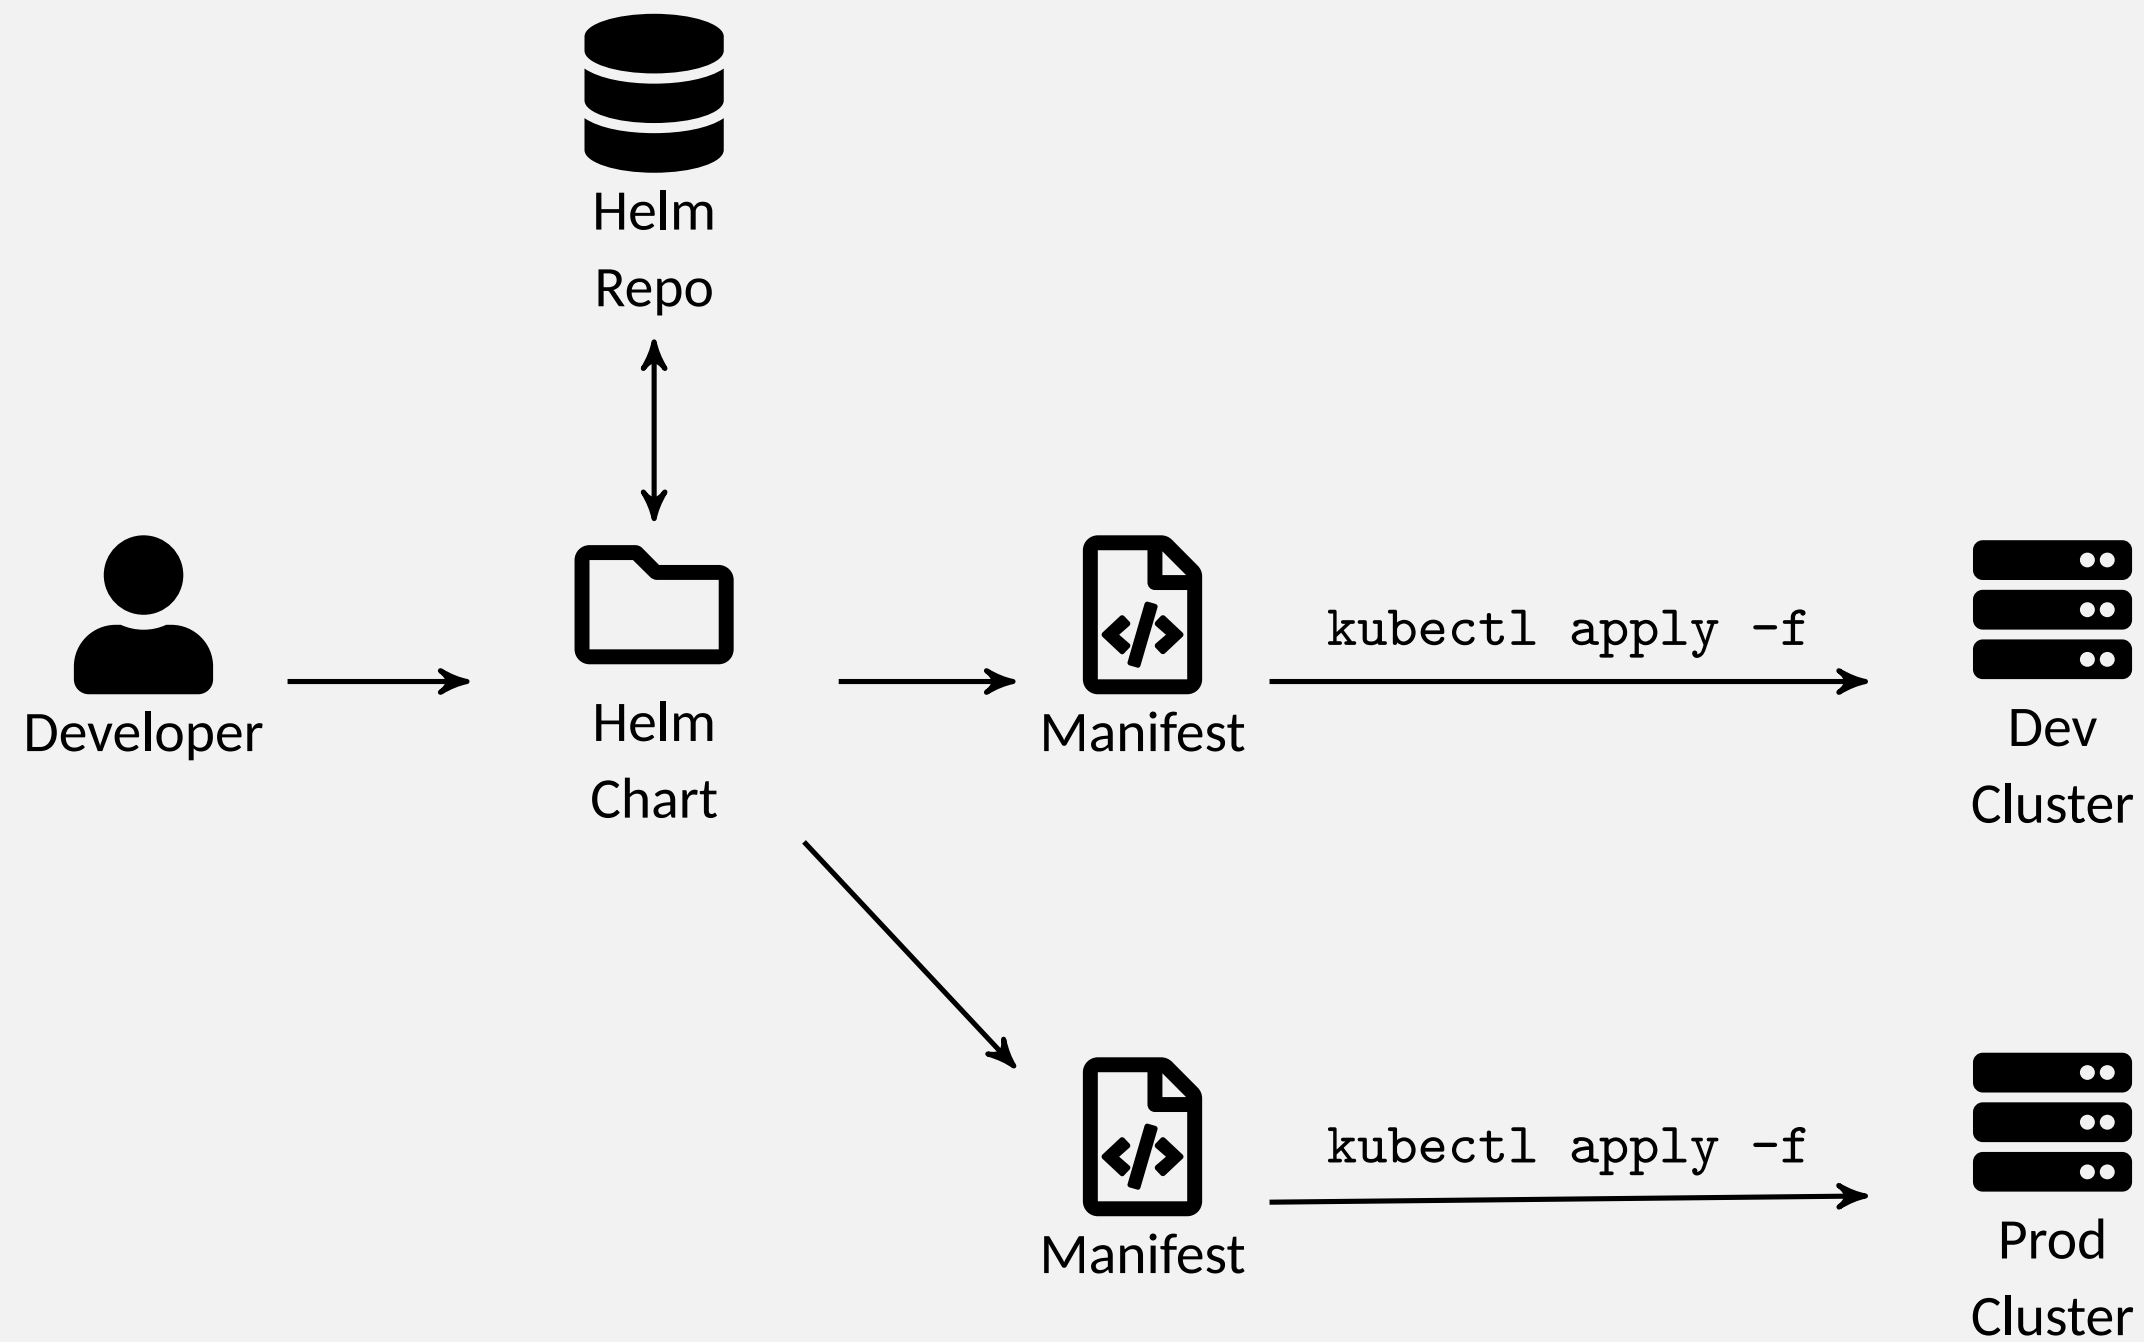 Helm
Repo
Developer
Helm
Chart
Manifest
kubectl apply -f
Dev
Cluster
Manifest
kubectl apply -f
Prod
Cluster